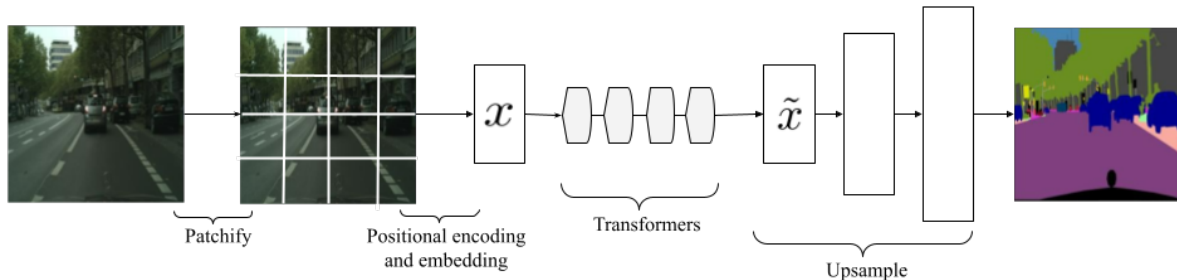 x
x̃
Patchify
Positional encoding
and embedding
Transformers
Upsample